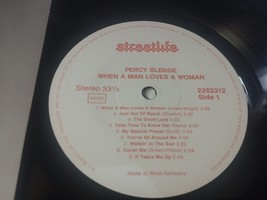 streetlife
PERCY SLEDGE
WHEN A MAN LOVES A WOMAN
Stereo 33⅓
2262212
Side 1
1. When A Man Loves A Woman (Lewis/Wright)
2. Just Out Of Reach
3. The Good Love
4. Take Time To Know Her
5. My Special Prayer
6. You're All Around Me
7. Walkin' In The Sun
8. Cover Me
9. It Tears Me Up
Made in West-Germany